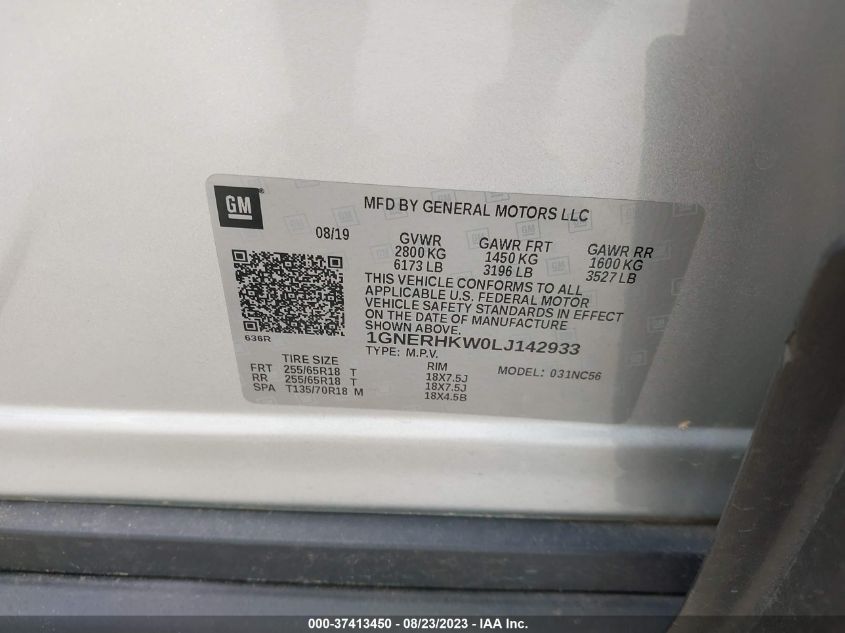 GM
MFD BY GENERAL MOTORS LLC
08/19
GVWR
2800 KG
6173 LB
GAWR FRT
1450 KG
3196 LB
GAWR RR
1600 KG
3527 LB
THIS VEHICLE CONFORMS TO ALL
APPLICABLE U.S. FEDERAL MOTOR
VEHICLE SAFETY STANDARDS IN EFFECT
ON THE DATE OF MANUFACTURE
SHOWN ABOVE.
636R
1GNERHKW0LJ142933
TYPE: M.P.V.
MODEL: 031NC56
TIRE SIZE
RIM
FRT 255/65R18 T 18X7.5J
RR 255/65R18 T 18X7.5J
SPA T135/70R18 M 18X4.5B
000-37413450 - 08/23/2023 - IAA Inc.